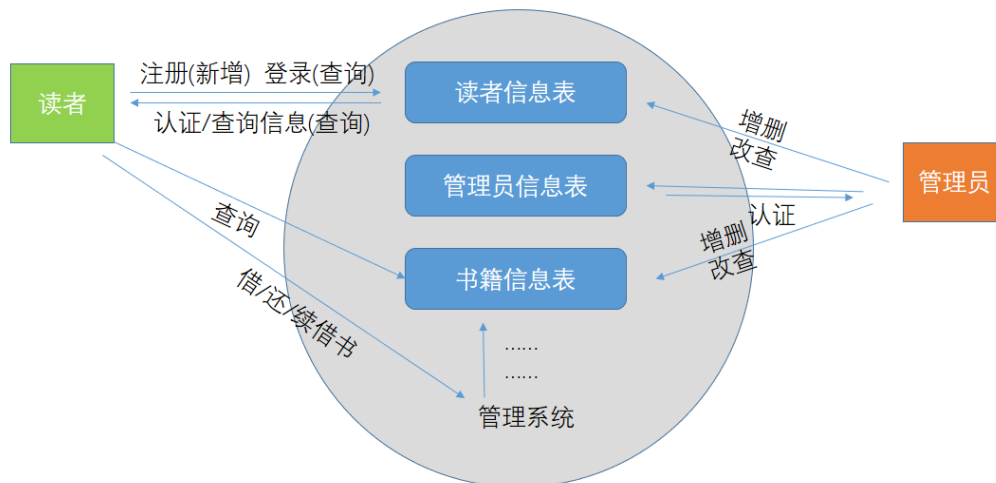 读者
注册(新增) 登录(查询)
认证/查询信息(查询)
读者信息表
增删
改查
管理员信息表
管理员
认证
查询
增删
改查
书籍信息表
借/还/续借书
......
......
管理系统